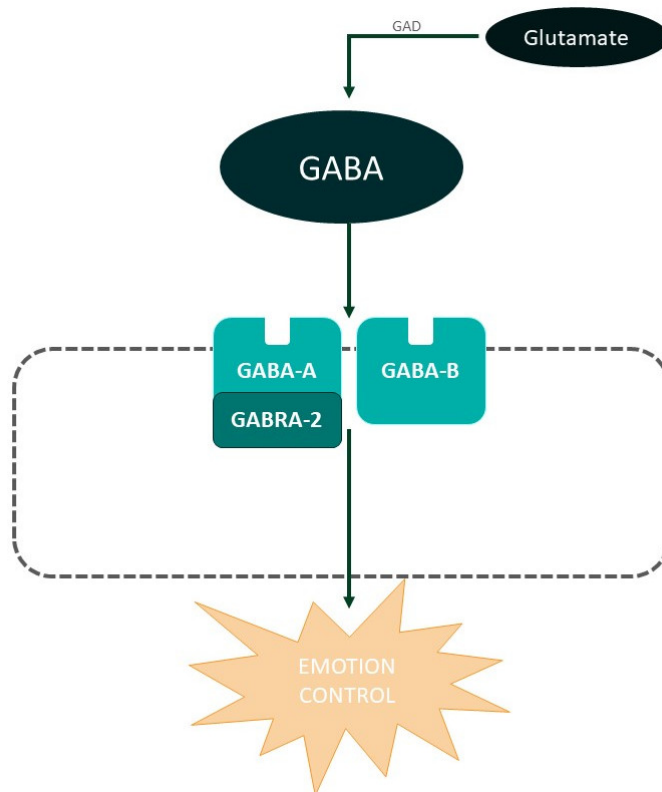 GAD
Glutamate
GABA
GABA-A
GABA-B
GABRA-2
EMOTION
CONTROL